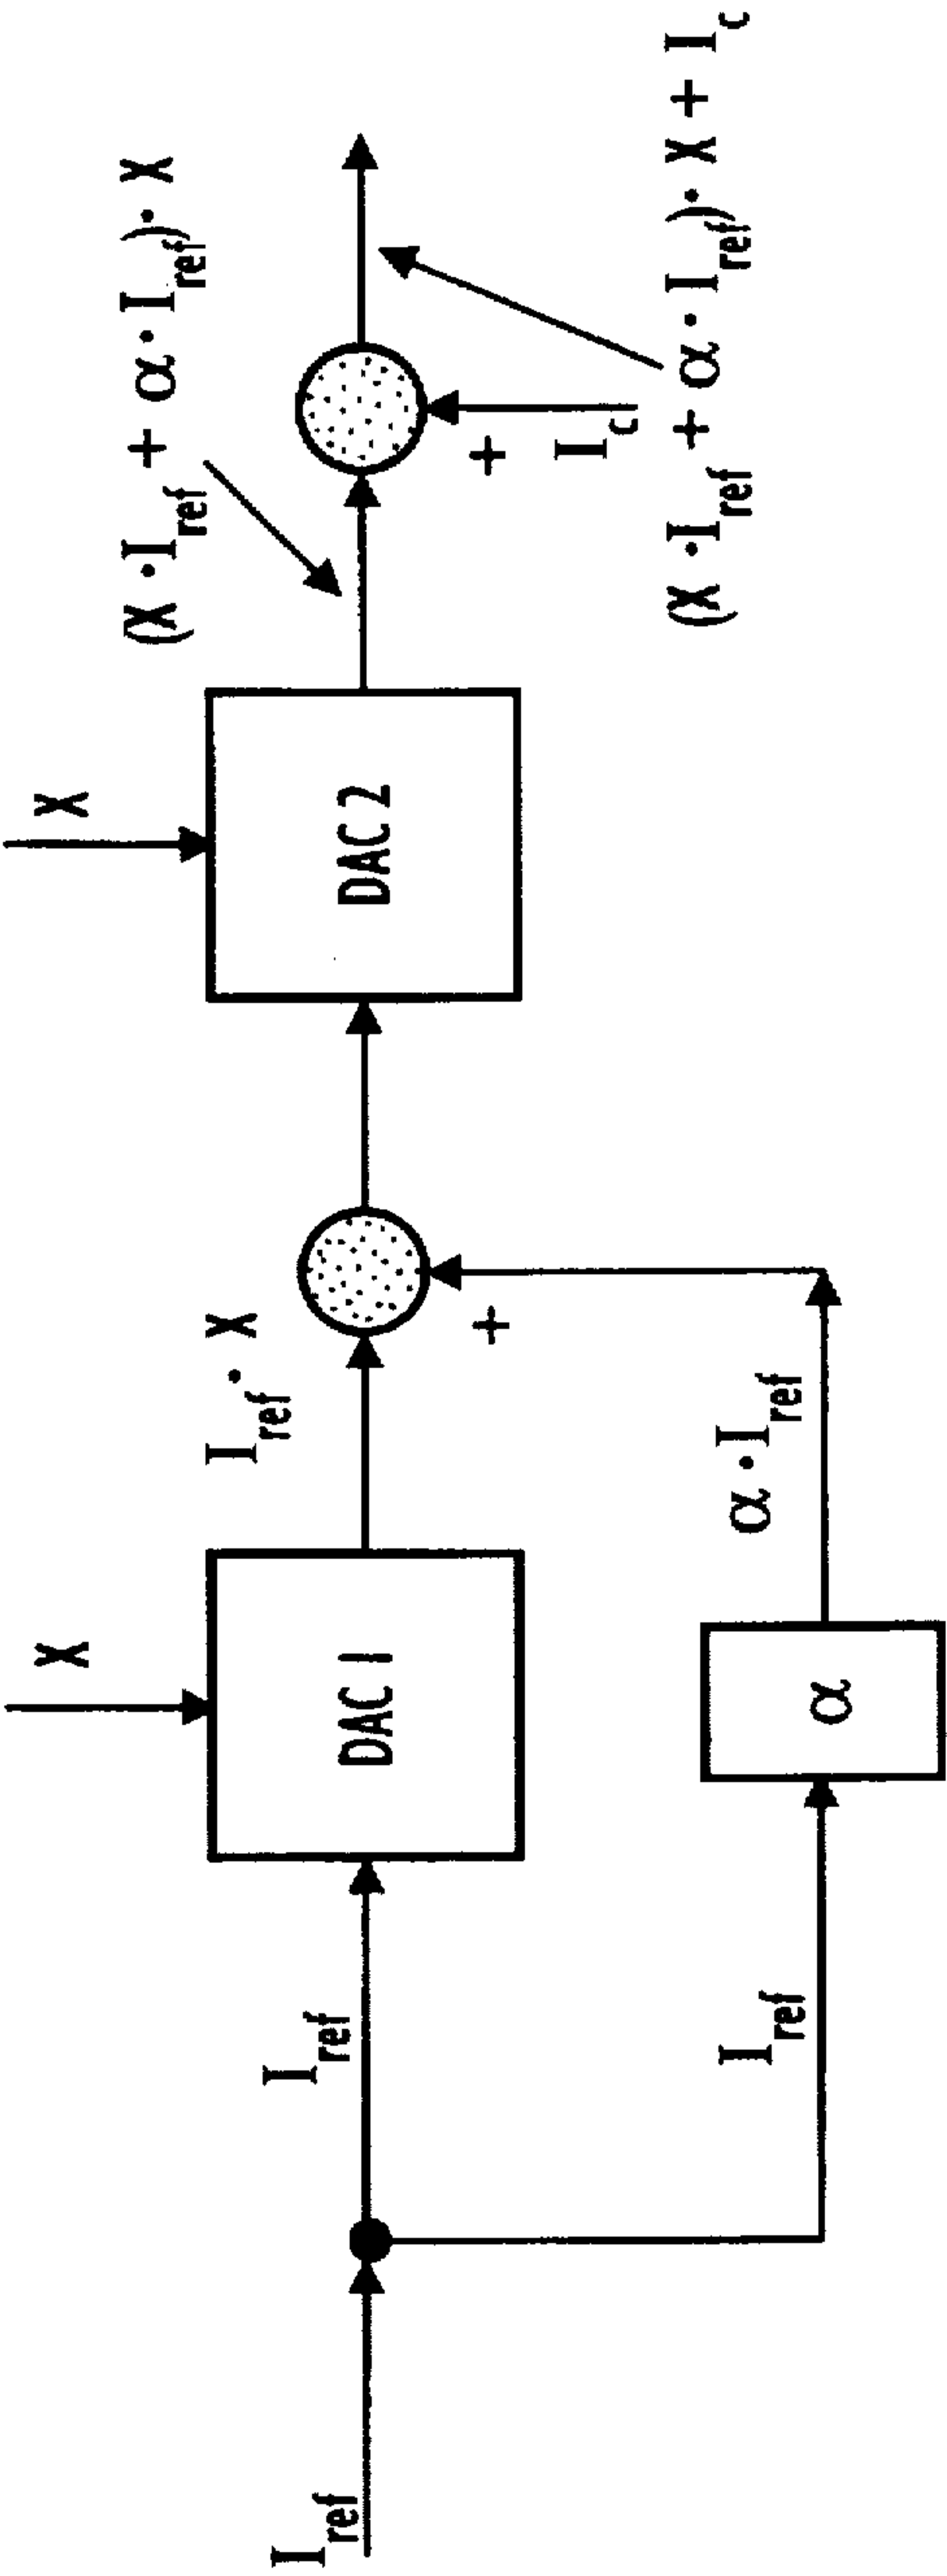 X
X
(X · I_ref + α · I_ref) · X
I_ref
I_ref
DAC 1
I_ref · X
+
DAC 2
+
I_c
I_ref
α
α · I_ref
(X · I_ref + α · I_ref) · X + I_c